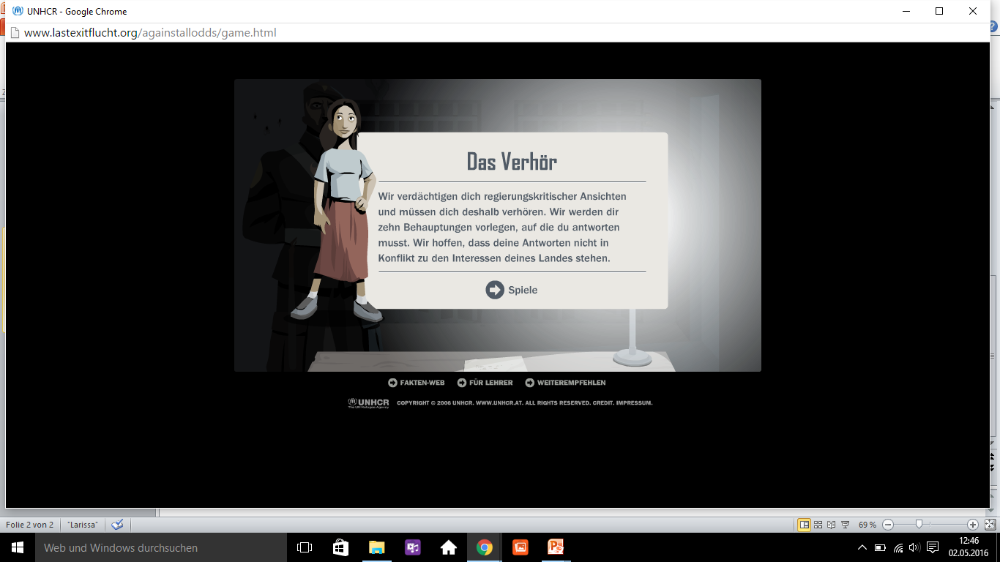 UNHCR - Google Chrome
www.lastexitflucht.org/againstallodds/game.html
Das Verhör
Wir verdächtigen dich regierungskritischer Ansichten
und müssen dich deshalb verhören. Wir werden dir
zehn Behauptungen vorlegen, auf die du antworten
musst. Wir hoffen, dass deine Antworten nicht in
Konflikt zu den Interessen deines Landes stehen.
Spiele
FAKTEN-WEB FÜR LEHRER WEITEREMPFEHLEN
UNHCR COPYRIGHT © 2006 UNHCR. WWW.UNHCR.AT. ALL RIGHTS RESERVED. CREDIT. IMPRESSUM.
The UN Refugee Agency
Folie 2 von 2 "Larissa" 69 %
Web und Windows durchsuchen
12:46
02.05.2016